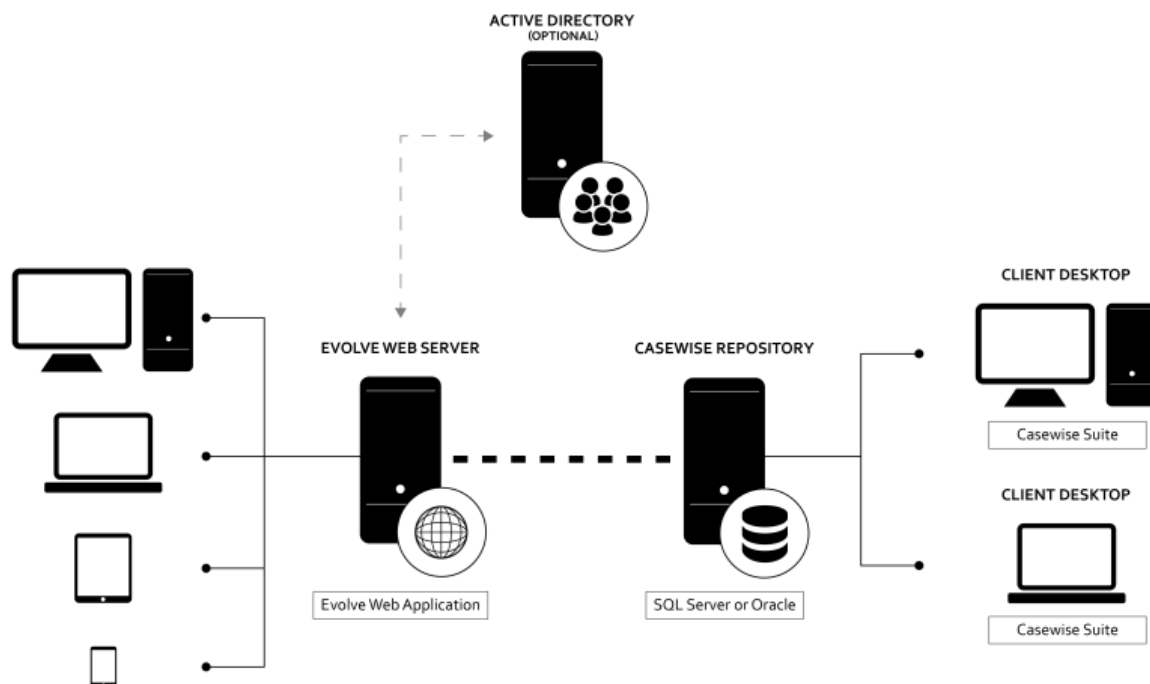 ACTIVE DIRECTORY
(OPTIONAL)
CLIENT DESKTOP
EVOLVE WEB SERVER
CASEWISE REPOSITORY
Casewise Suite
CLIENT DESKTOP
Evolve Web Application
SQL Server or Oracle
Casewise Suite